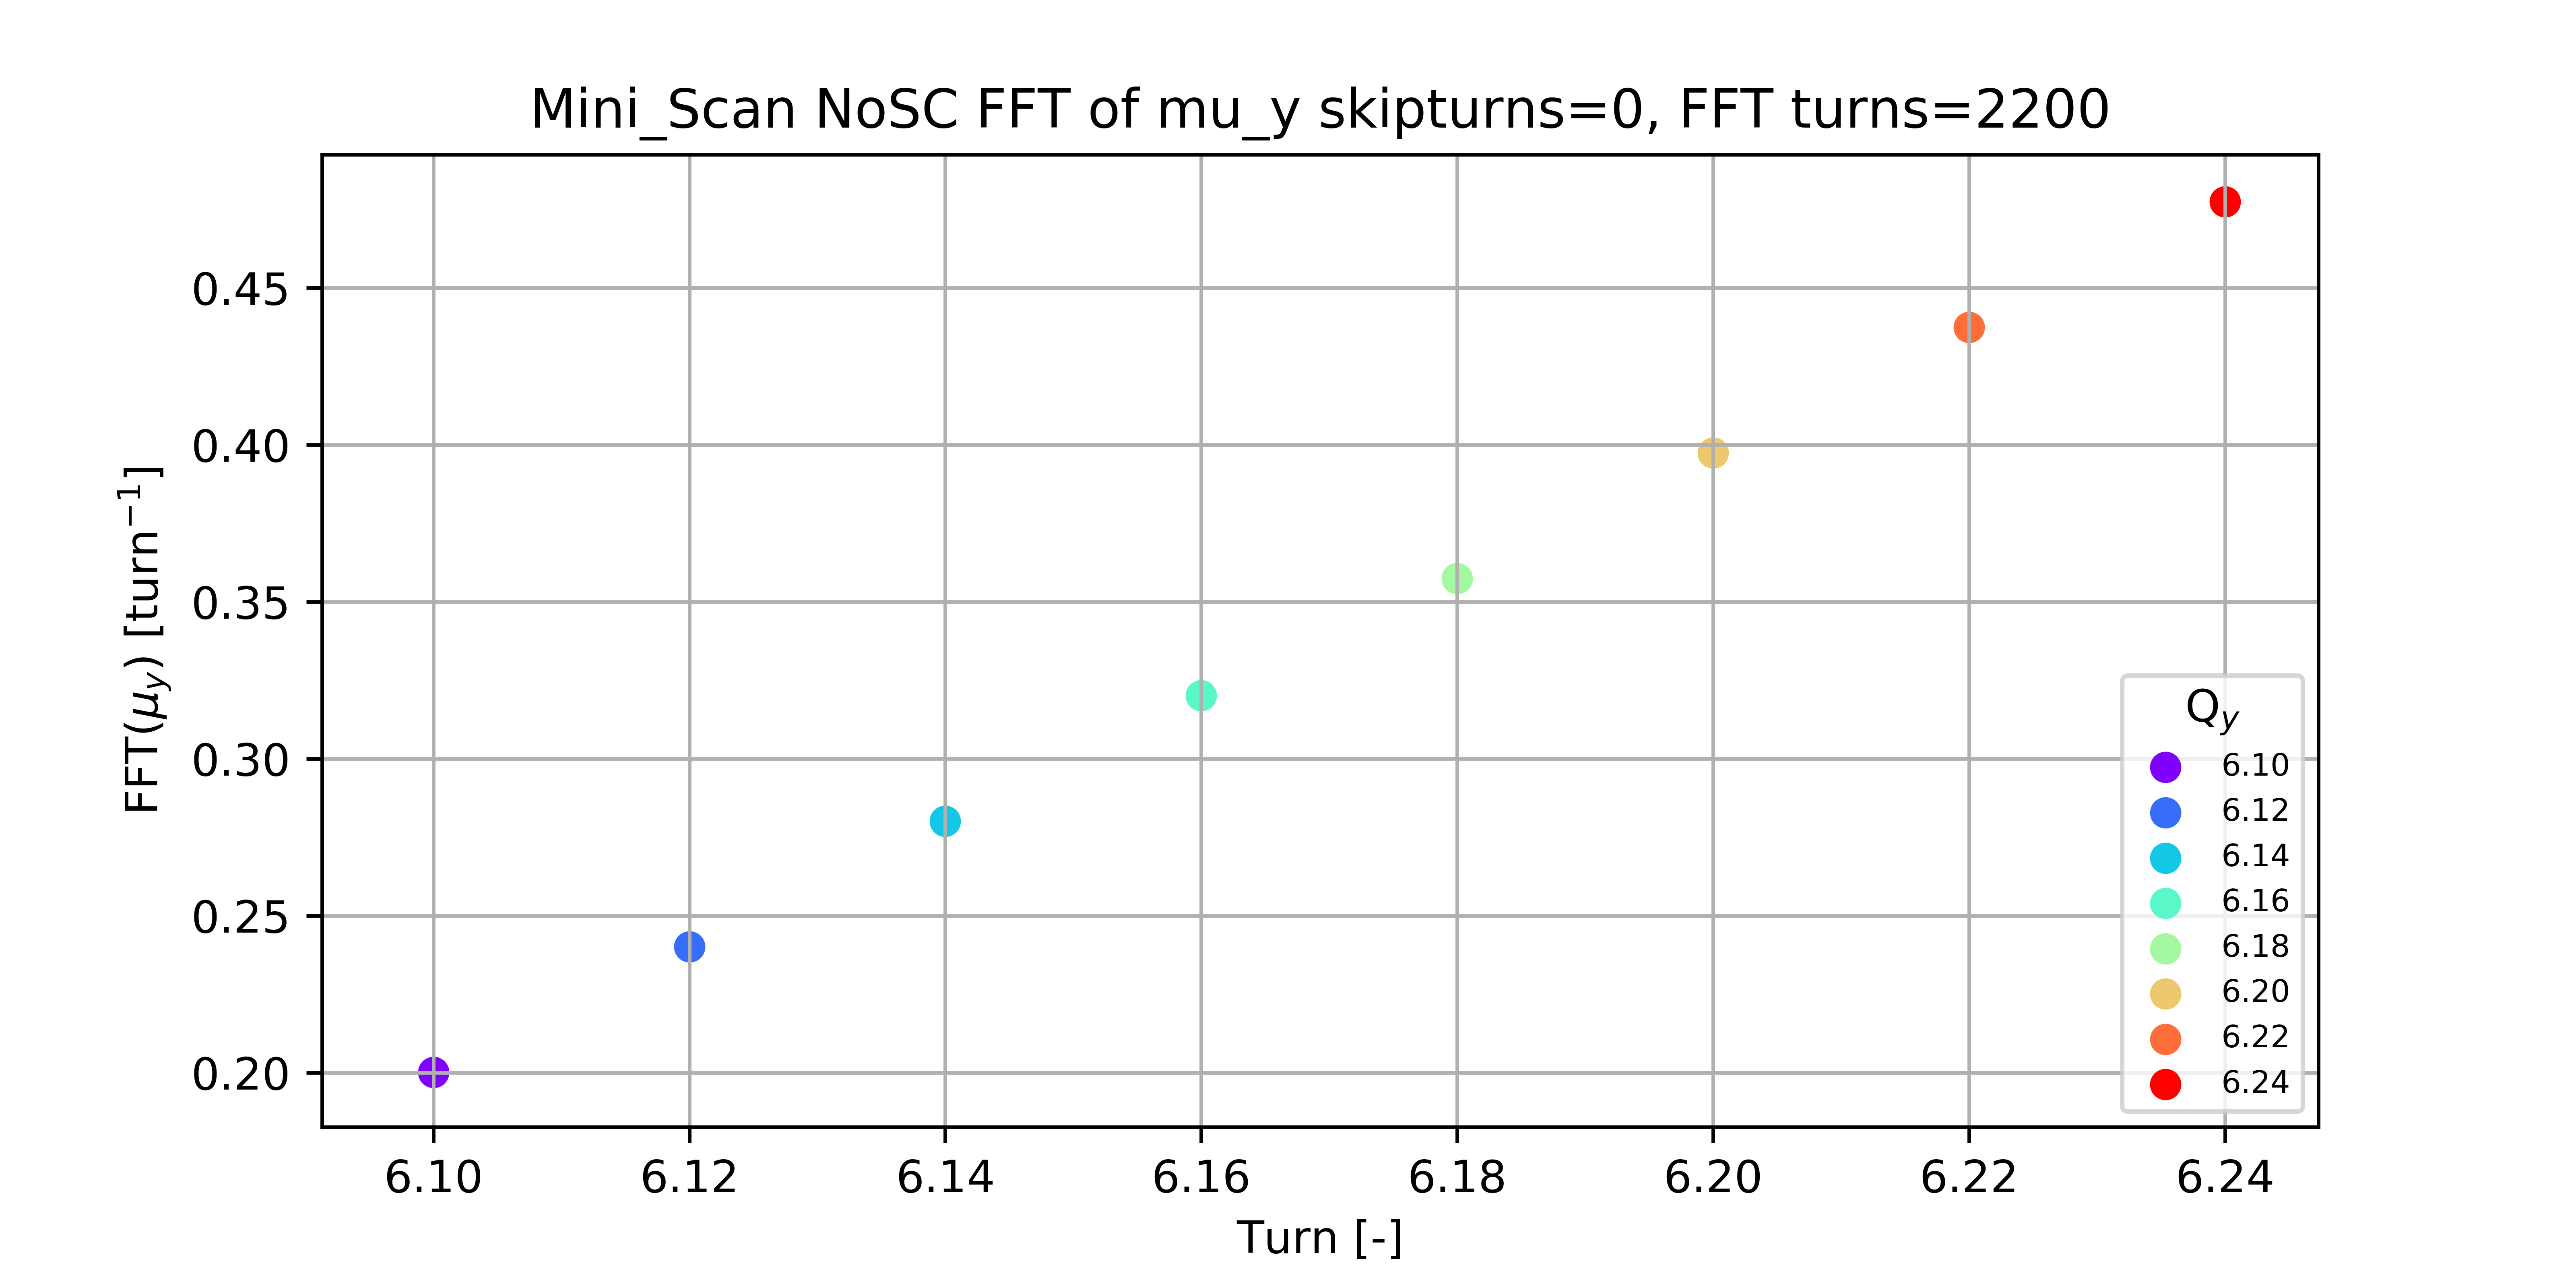 Mini_Scan NoSC FFT of mu_y skipturns=0, FFT turns=2200
FFT(μ_y) [turn⁻¹]
0.45
0.40
0.35
0.30
0.25
0.20
Q_y
6.10
6.12
6.14
6.16
6.18
6.20
6.22
6.24
6.10 6.12 6.14 6.16 6.18 6.20 6.22 6.24
Turn [-]